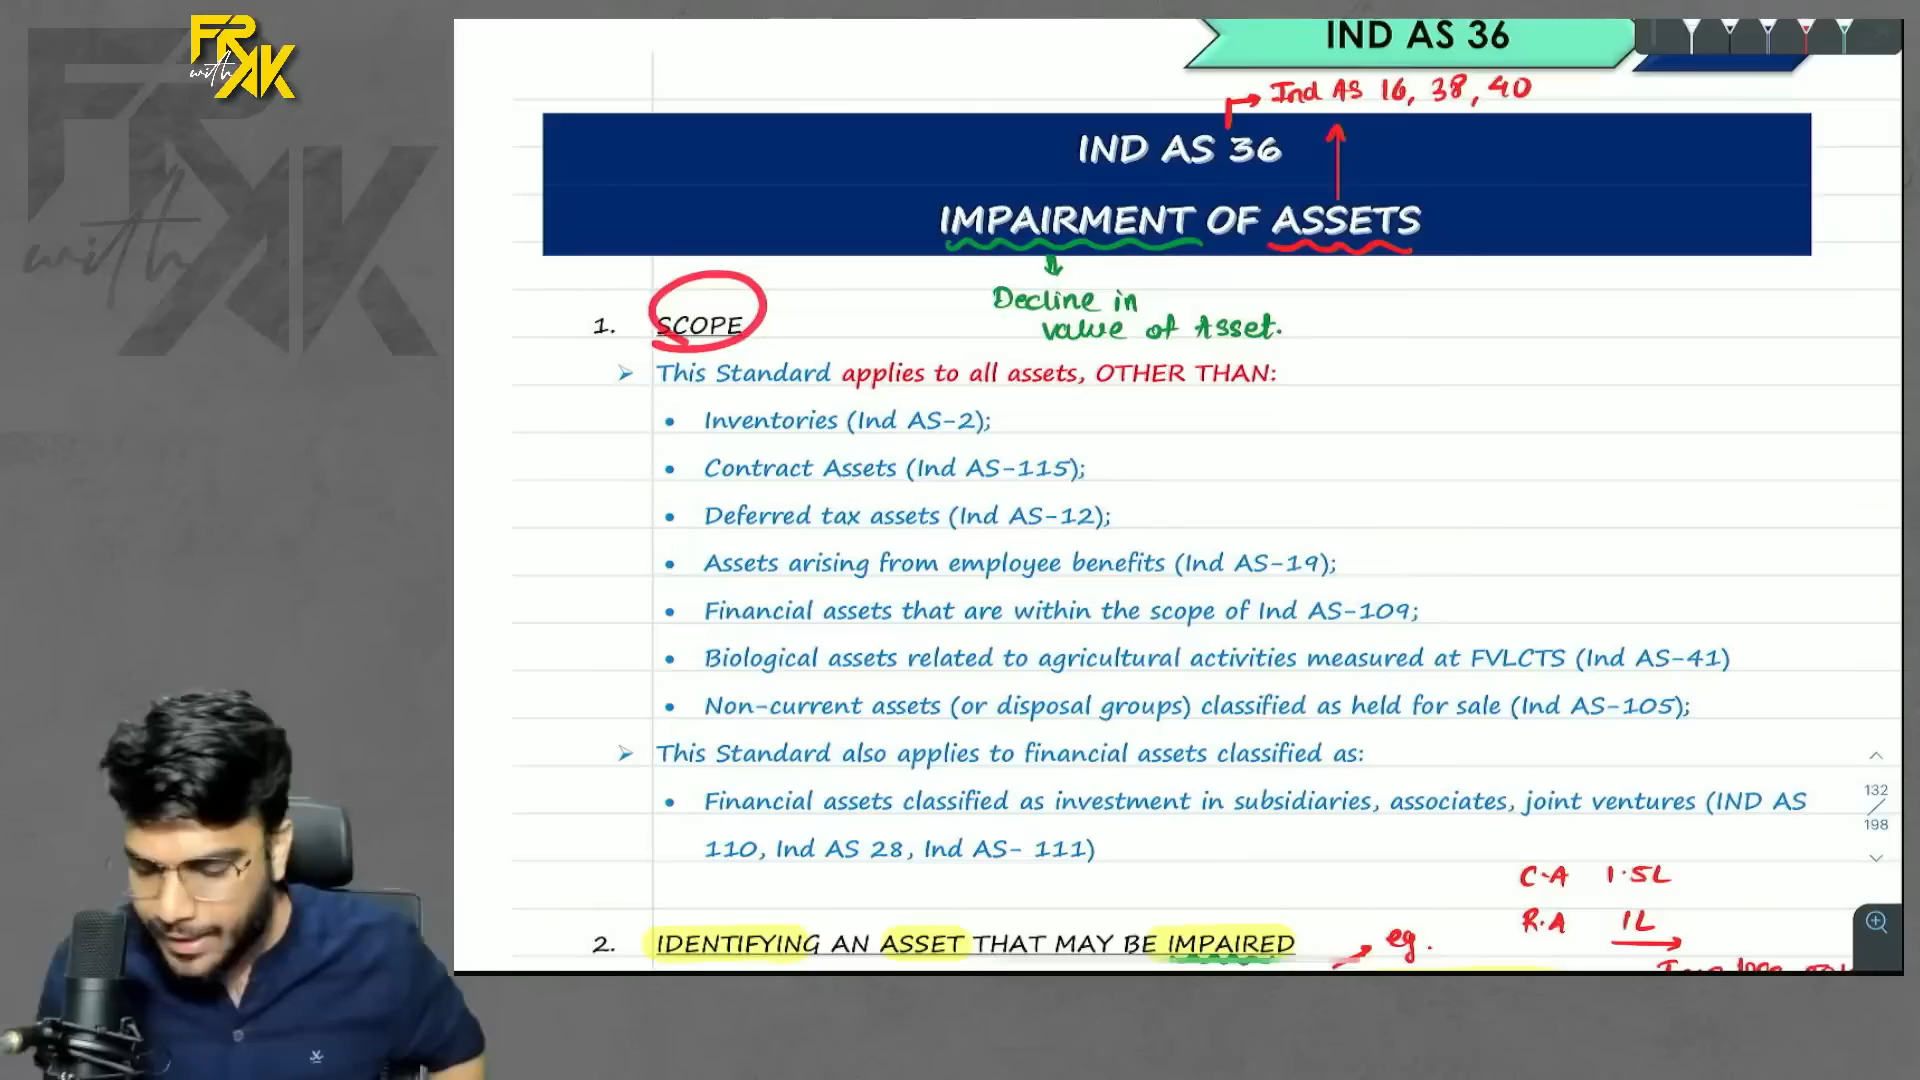 FR
with
AK
FR
with
AK
IND AS 36
Ind AS 16, 38, 40
IND AS 36
IMPAIRMENT OF ASSETS
Decline in
value of Asset.
1. SCOPE
➢ This Standard applies to all assets, OTHER THAN:
• Inventories (Ind AS-2);
• Contract Assets (Ind AS-115);
• Deferred tax assets (Ind AS-12);
• Assets arising from employee benefits (Ind AS-19);
• Financial assets that are within the scope of Ind AS-109;
• Biological assets related to agricultural activities measured at FVLCTS (Ind AS-41)
• Non-current assets (or disposal groups) classified as held for sale (Ind AS-105);
➢ This Standard also applies to financial assets classified as:
• Financial assets classified as investment in subsidiaries, associates, joint ventures (IND AS
110, Ind AS 28, Ind AS- 111)
132
198
C.A 1.5L
R.A 1L
2. IDENTIFYING AN ASSET THAT MAY BE IMPAIRED
eg.